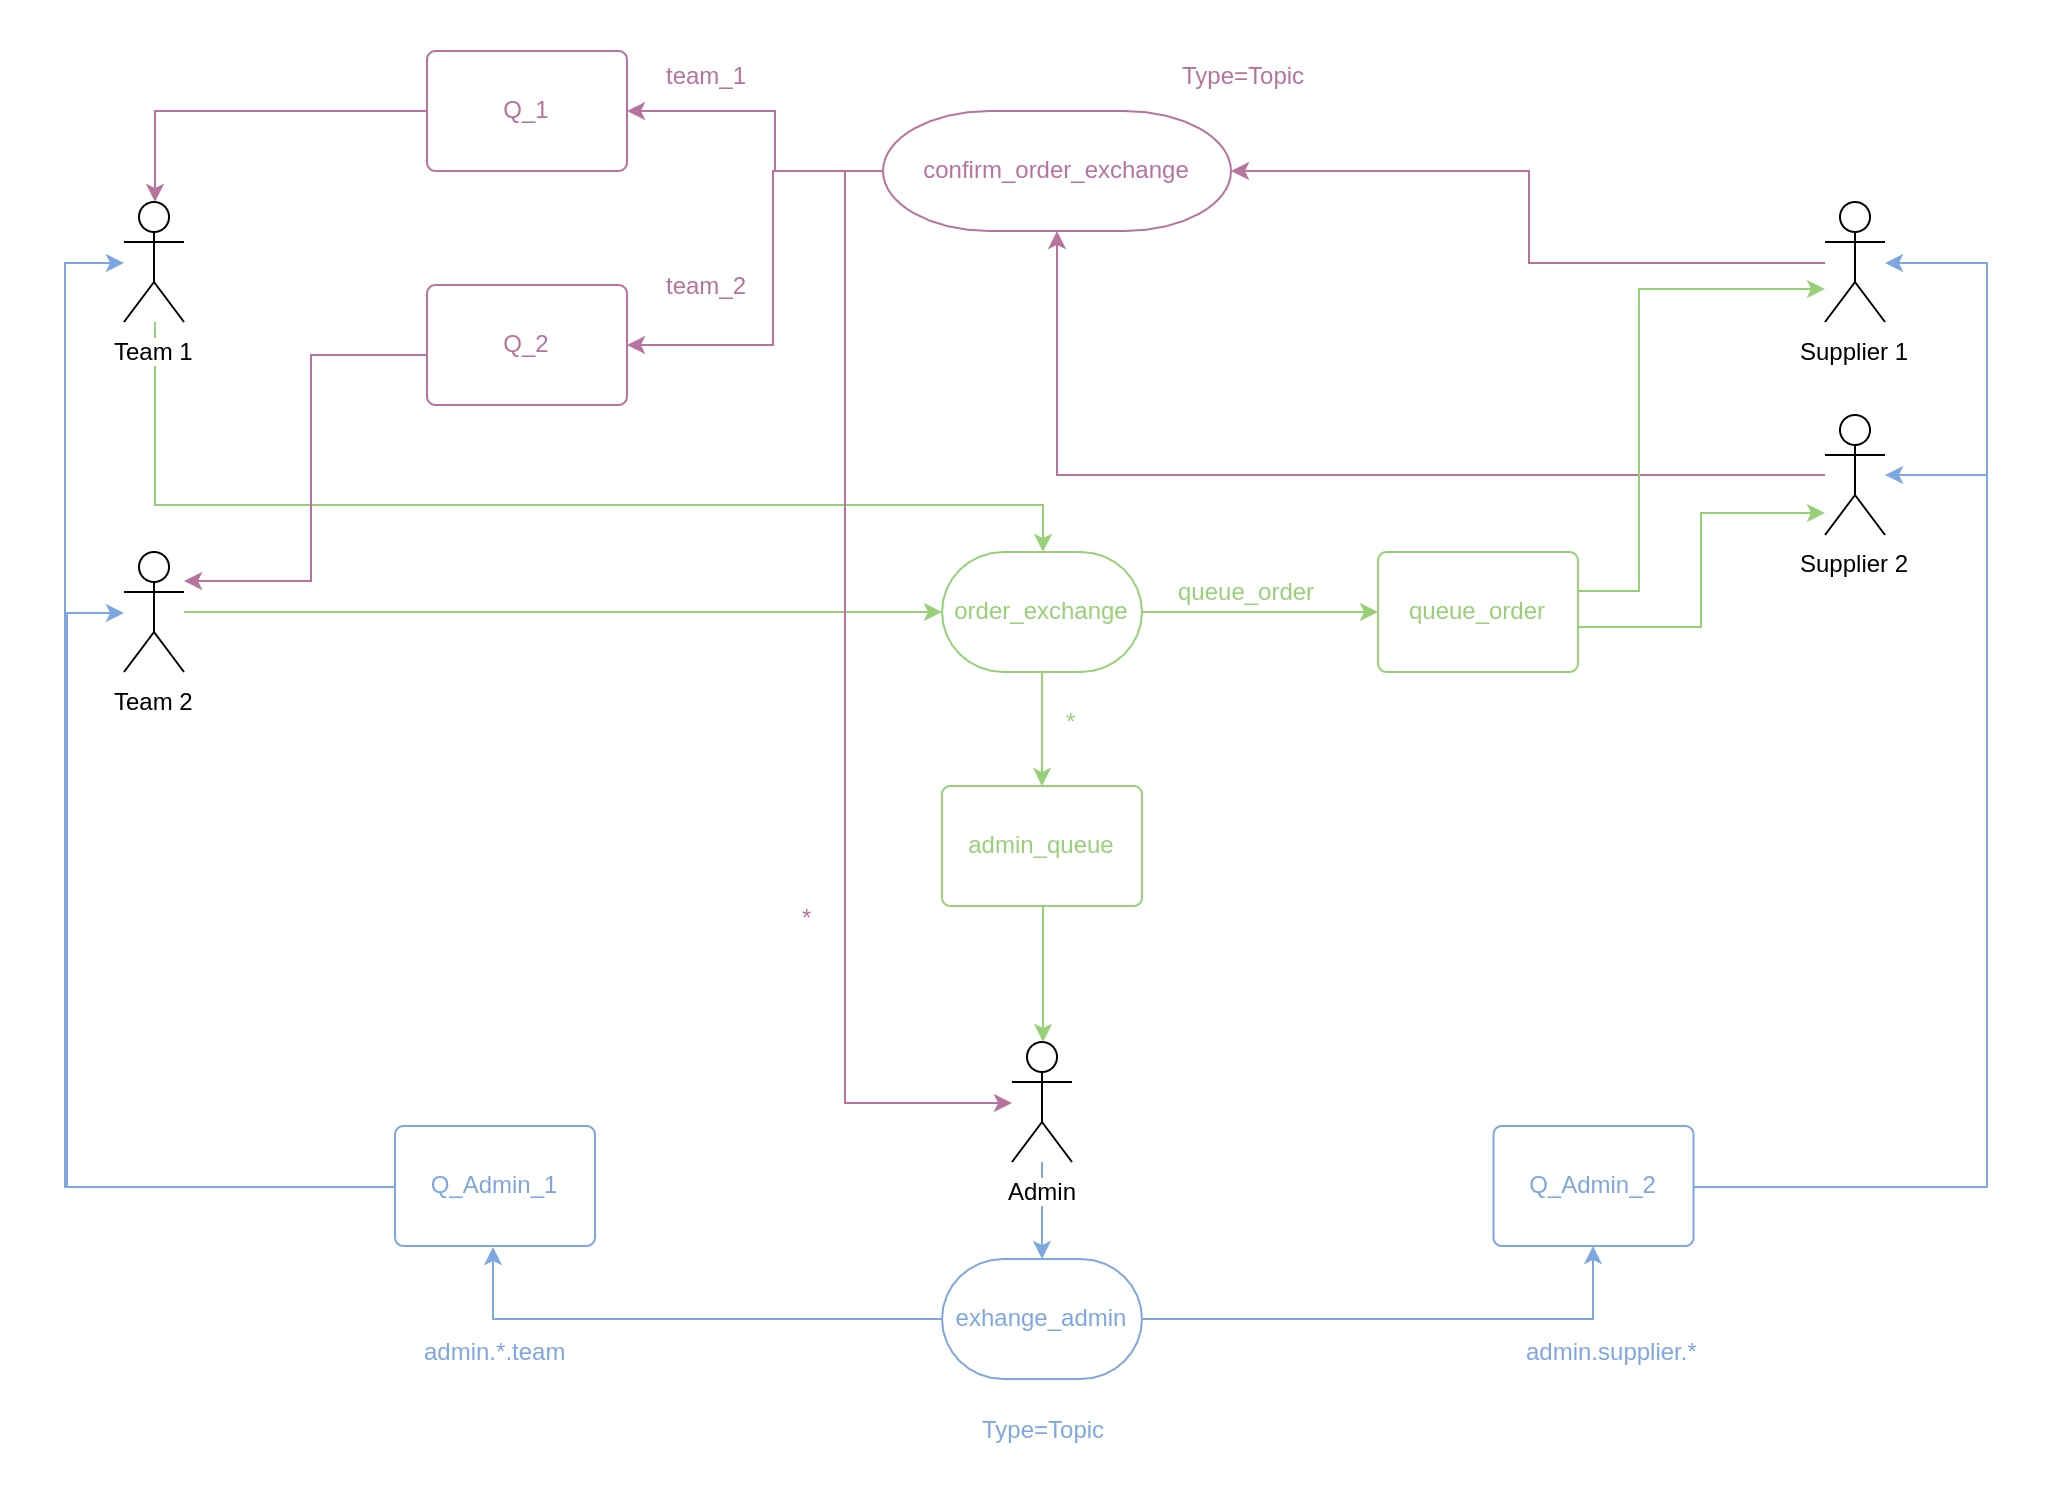 team_1
Type=Topic
Q_1
confirm_order_exchange
team_2
Q_2
Team 1
Supplier 1
Supplier 2
queue_order
order_exchange
queue_order
Team 2
*
admin_queue
*
Q_Admin_1
Admin
Q_Admin_2
exhange_admin
admin.*.team
admin.supplier.*
Type=Topic